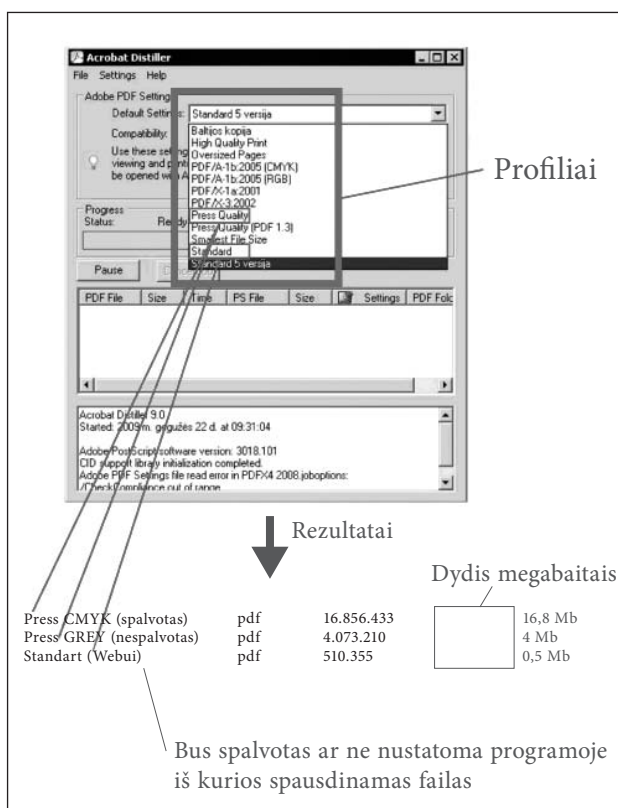 Acrobat Distiller
File Settings Help
Adobe PDF Settings
Default Settings: Standard 5 versija
Compatibility:
Baltijos kopija
High Quality Print
Oversized Pages
PDF/A-1b:2005 (CMYK)
PDF/A-1b:2005 (RGB)
PDF/X-1a:2001
PDF/X-3:2002
Press Quality
Press Quality (PDF 1.3)
Smallest File Size
Standard
Standard 5 versija
Use these
viewing and
be opened with A
Profiliai
Progress
Status: Ready
Pause
PDF File Size Time PS File Size Settings PDF Fold
Acrobat Distiller 9.0
Started: 2009 m. gegužės 22 d. at 09:31:04
Adobe PostScript software version: 3018.101
CID support library initialization completed.
Adobe PDF Settings file read error in PDFX4 2008.joboptions:
/CheckCompliance out of range
Rezultatai
Dydis megabaitais
Press CMYK (spalvotas) pdf 16.856.433 16,8 Mb
Press GREY (nespalvotas) pdf 4.073.210 4 Mb
Standart (Webui) pdf 510.355 0,5 Mb
Bus spalvotas ar ne nustatoma programoje
iš kurios spausdinamas failas